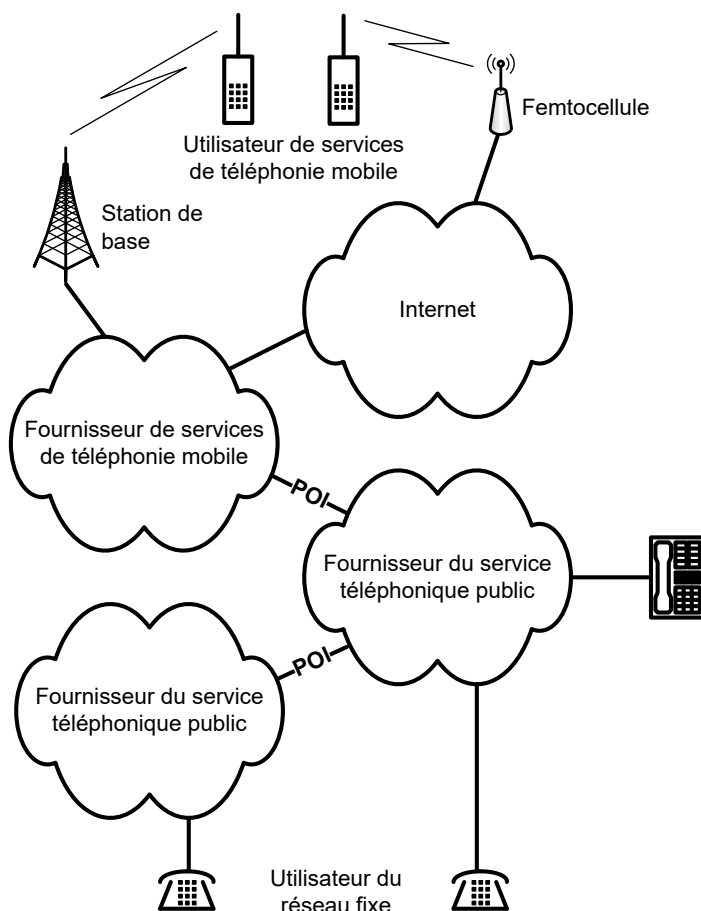 Utilisateur de services
de téléphonie mobile
Femtocellule
Station de
base
Internet
Fournisseur de services
de téléphonie mobile
POI
Fournisseur du service
téléphonique public
POI
Fournisseur du service
téléphonique public
Utilisateur du
réseau fixe